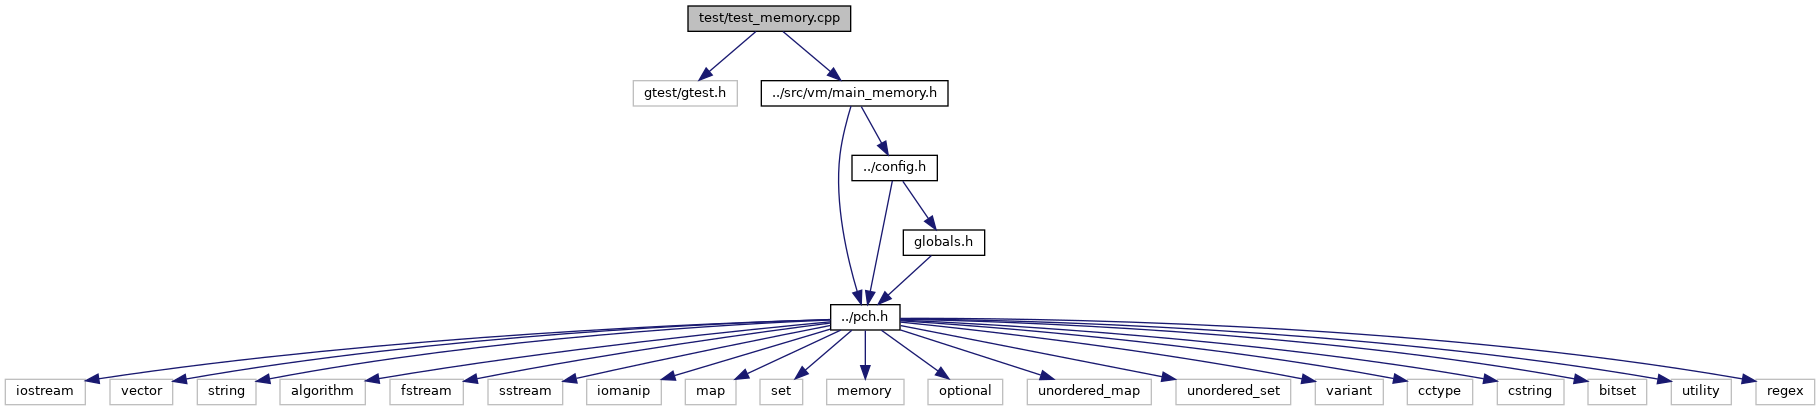 test/test_memory.cpp
gtest/gtest.h
../src/vm/main_memory.h
../config.h
globals.h
../pch.h
iostream
vector
string
algorithm
fstream
sstream
iomanip
map
set
memory
optional
unordered_map
unordered_set
variant
cctype
cstring
bitset
utility
regex